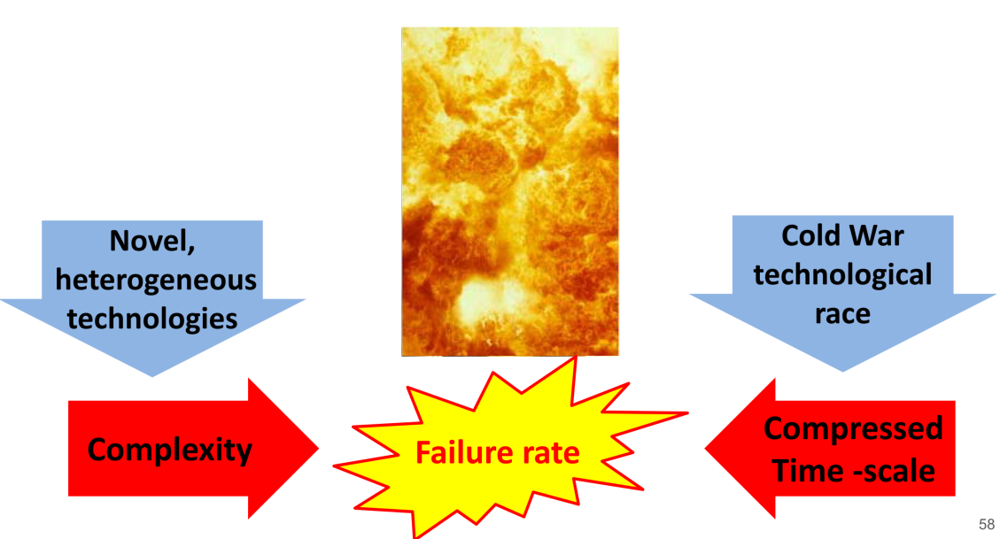 Novel,
heterogeneous
technologies
Cold War
technological
race
Complexity
Failure rate
Compressed
Time -scale
58